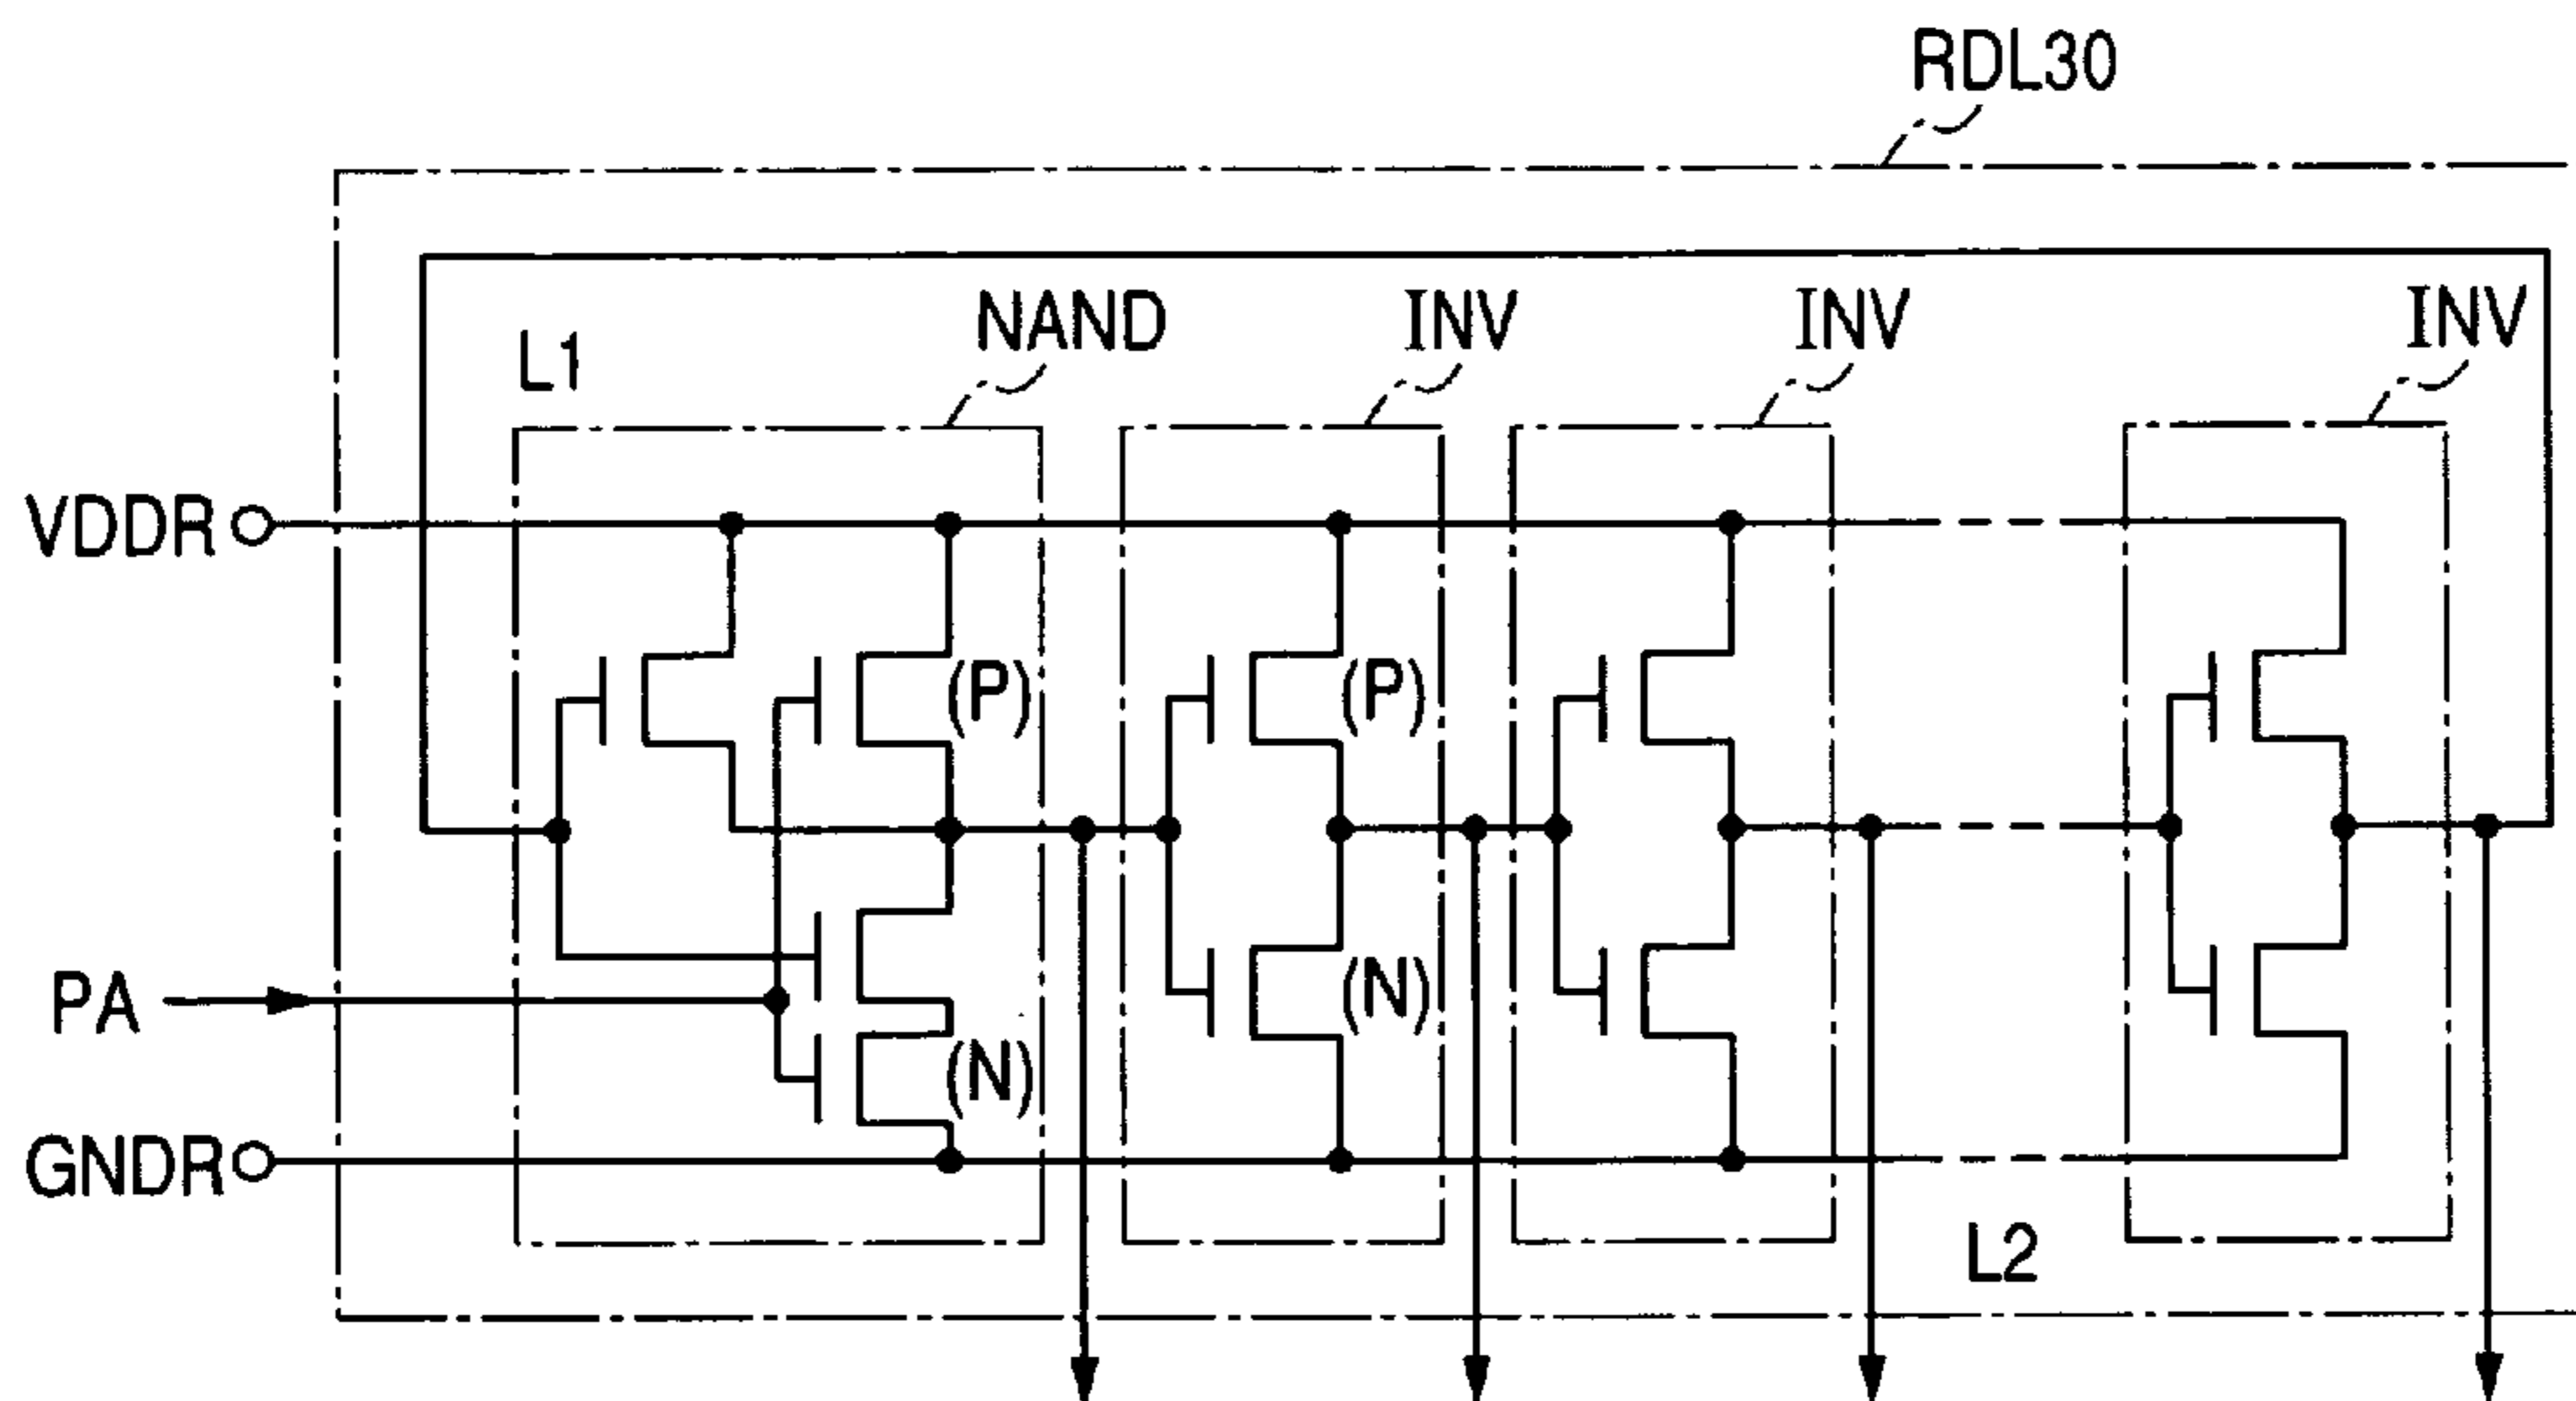 RDL30
NAND
INV
INV
INV
L1
VDDR
(P)
(P)
PA
(N)
(N)
GNDR
L2